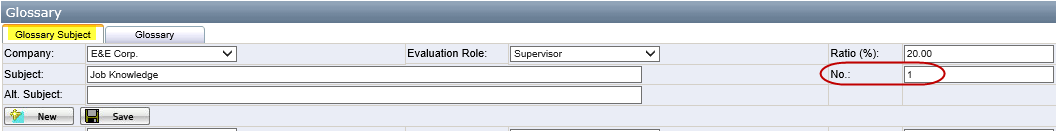 Glossary
Glossary Subject Glossary
Company: E&E Corp. Evaluation Role: Supervisor Ratio (%): 20.00
Subject: Job Knowledge No.: 1
Alt. Subject:
New Save